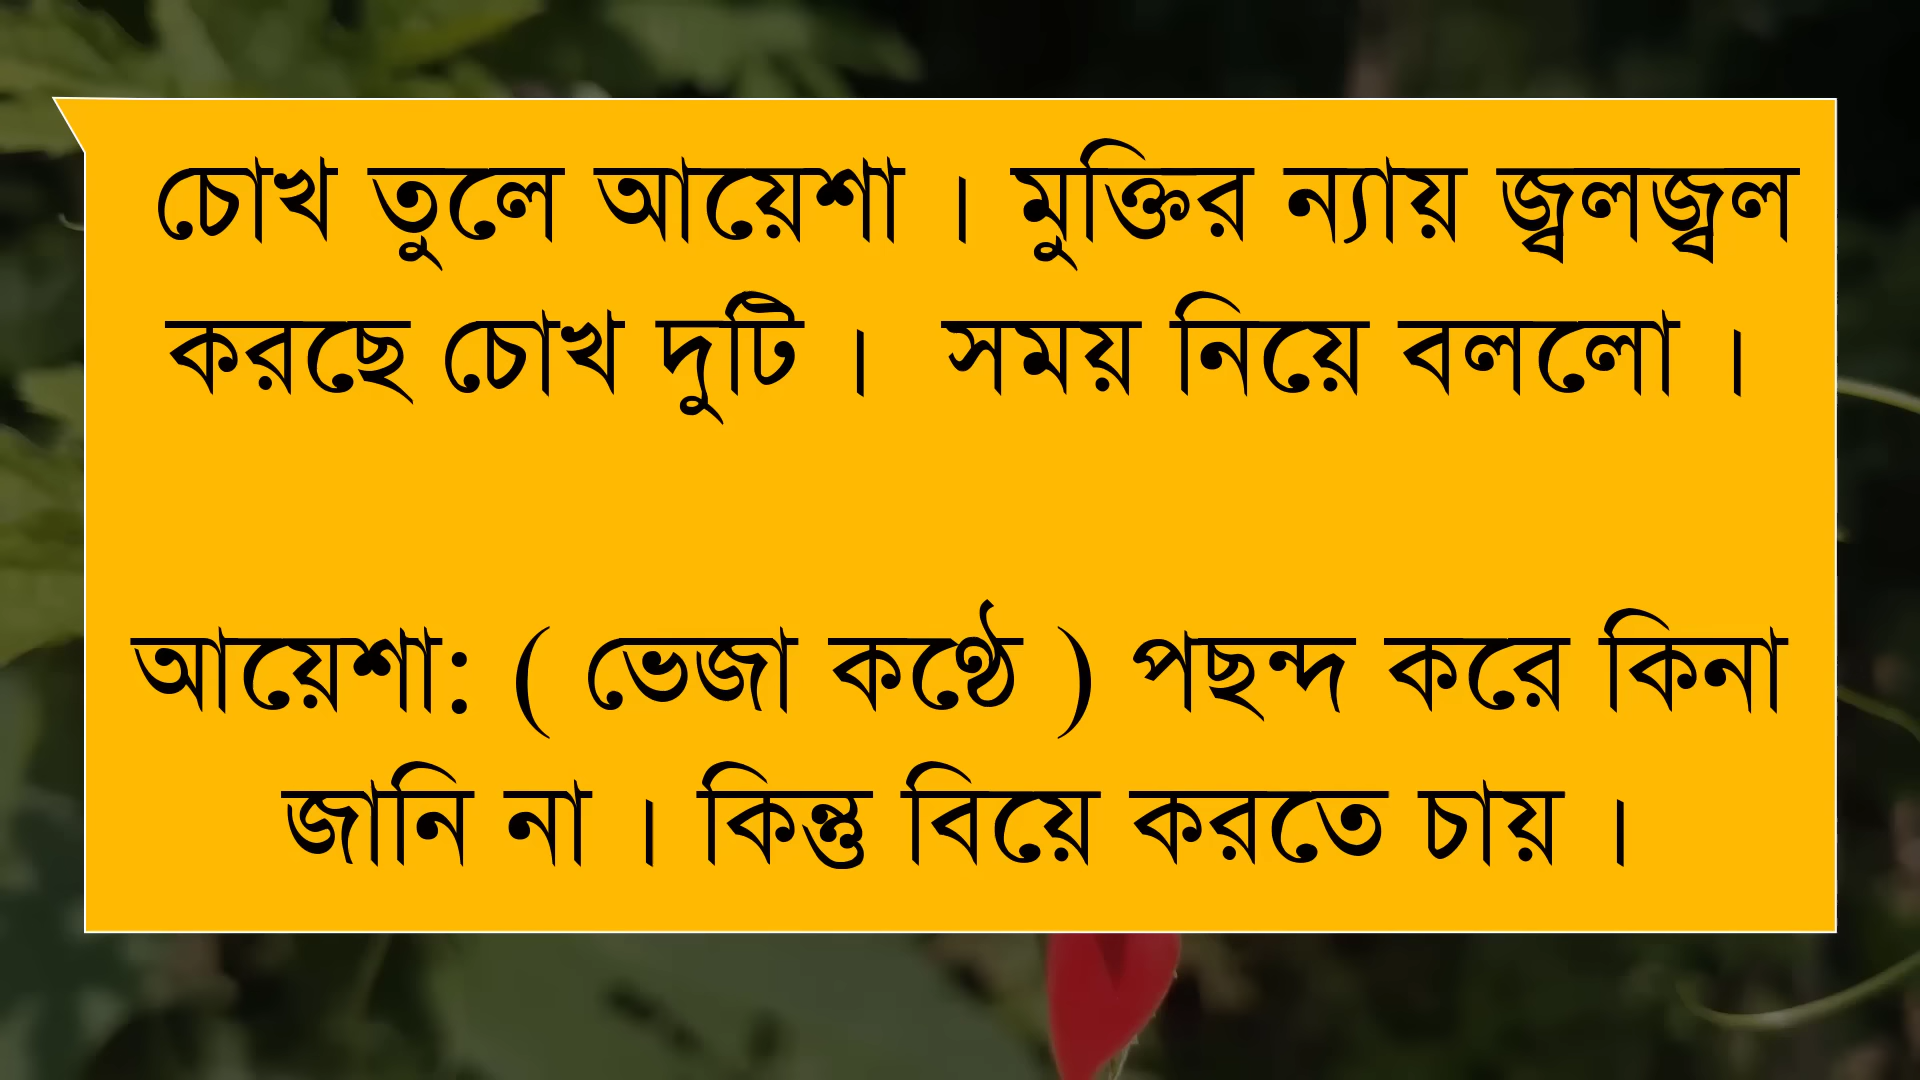 চোখ তুলে আয়েশা । মুক্তির ন্যায় জ্বলজ্বল
করছে চোখ দুটি । সময় নিয়ে বললো ।
আয়েশা: ( ভেজা কণ্ঠে ) পছন্দ করে কিনা
জানি না । কিন্তু বিয়ে করতে চায় ।